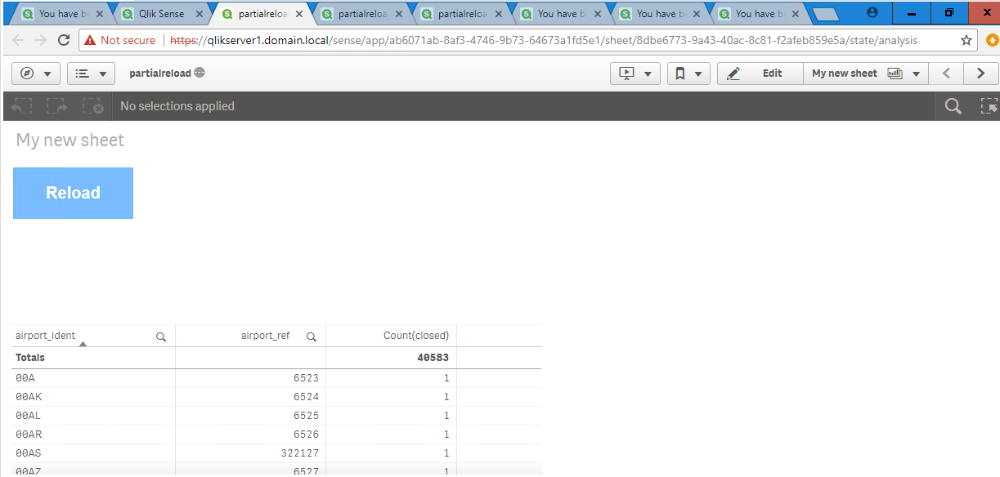 You have b Qlik Sense partialreloa partialreloa partialreloa You have b You have b You have b
Not secure https://qlikserver1.domain.local/sense/app/ab6071ab-8af3-4746-9b73-64673a1fd5e1/sheet/8dbe6773-9a43-40ac-8c81-f2afeb859e5a/state/analysis
partialreload Edit My new sheet
No selections applied
My new sheet
Reload
airport_ident airport_ref Count(closed)
Totals 40583
00A 6523 1
00AK 6524 1
00AL 6525 1
00AR 6526 1
00AS 322127 1
00AZ 6527 1